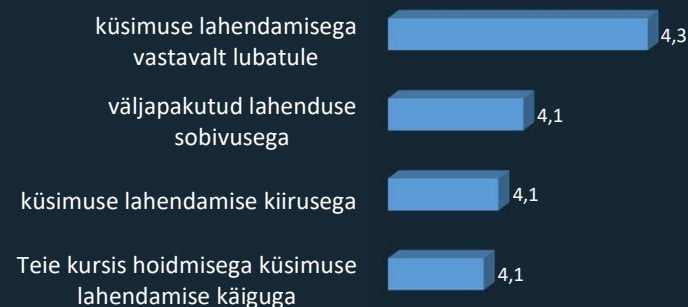 küsimuse lahendamisega
vastavalt lubatule
4,3
väljapakutud lahenduse
sobivusega
4,1
küsimuse lahendamise kiirusega
4,1
Teie kursis hoidmisega küsimuse
lahendamise käiguga
4,1